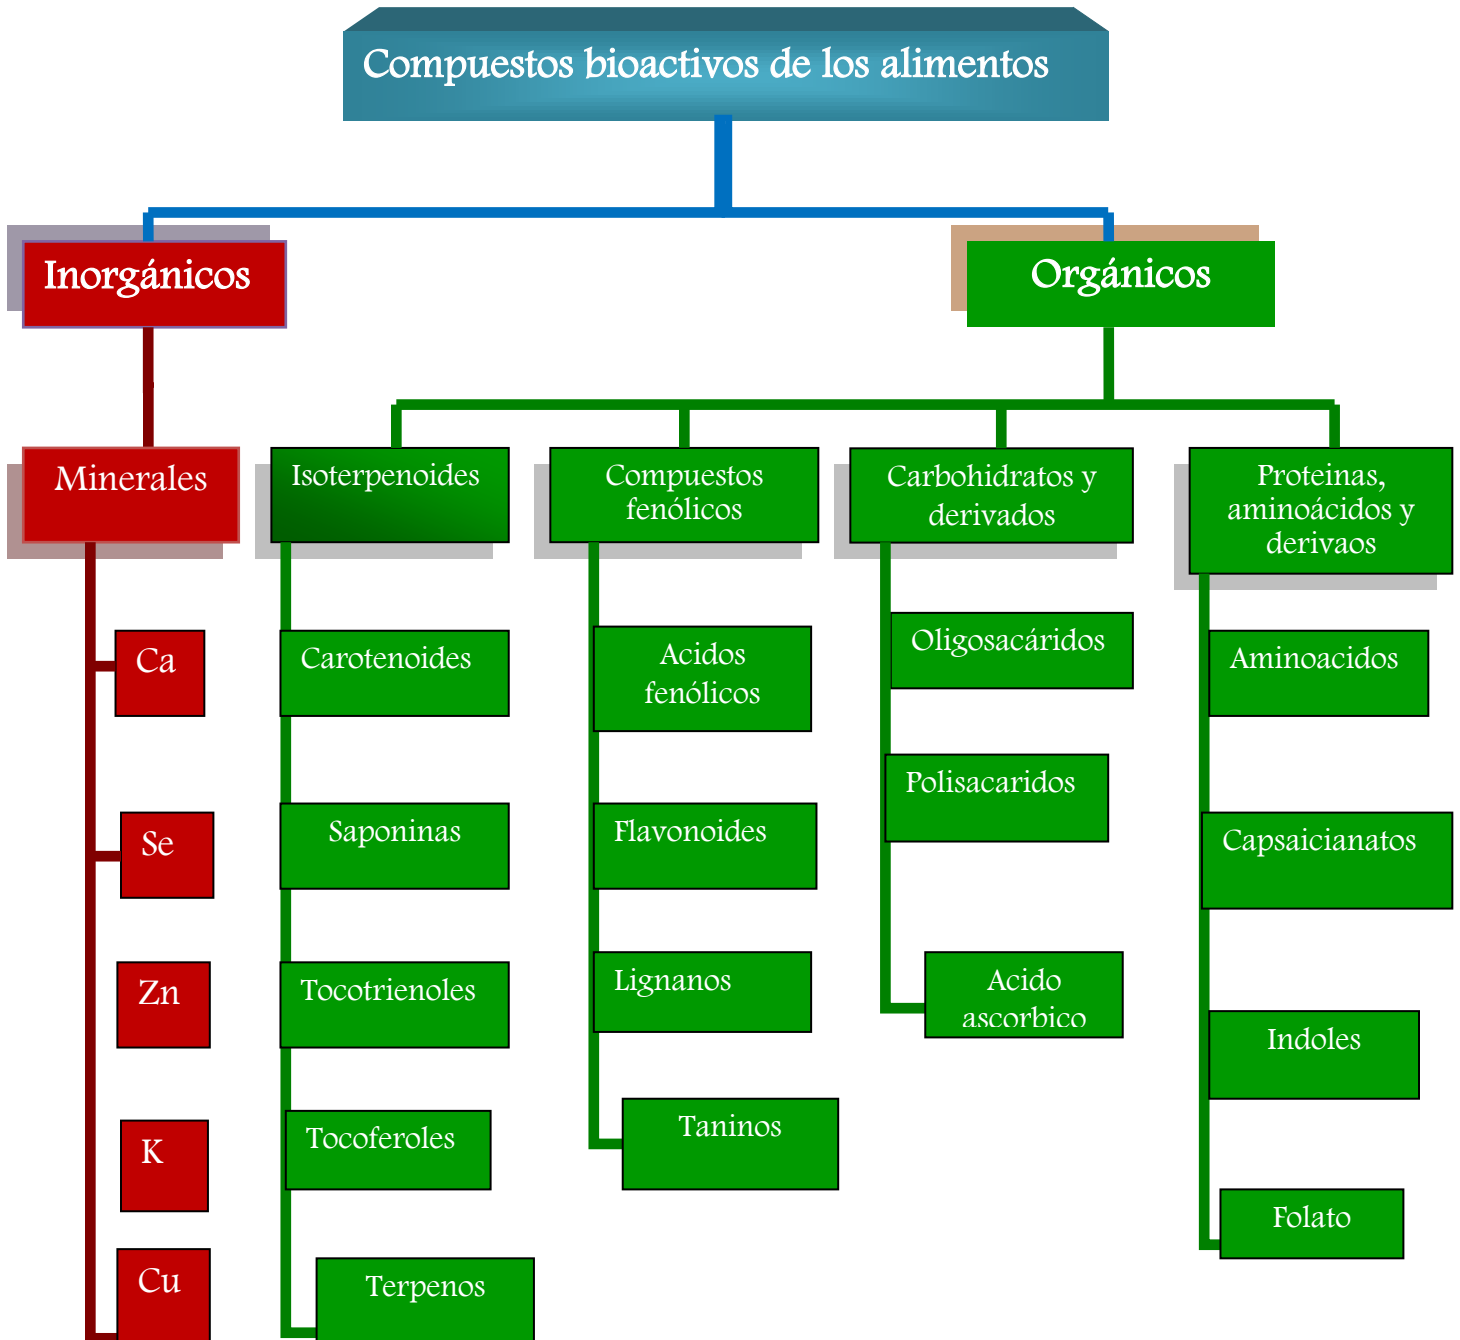 Compuestos bioactivos de los alimentos
Inorgánicos
Orgánicos
Minerales
Isoterpenoides
Compuestos
fenólicos
Carbohidratos y
derivados
Proteinas,
aminoácidos y
derivaos
Ca
Se
Zn
K
Cu
Carotenoides
Saponinas
Tocotrienoles
Tocoferoles
Terpenos
Acidos
fenólicos
Flavonoides
Lignanos
Taninos
Oligosacáridos
Polisacaridos
Acido
ascorbico
Aminoacidos
Capsaicianatos
Indoles
Folato